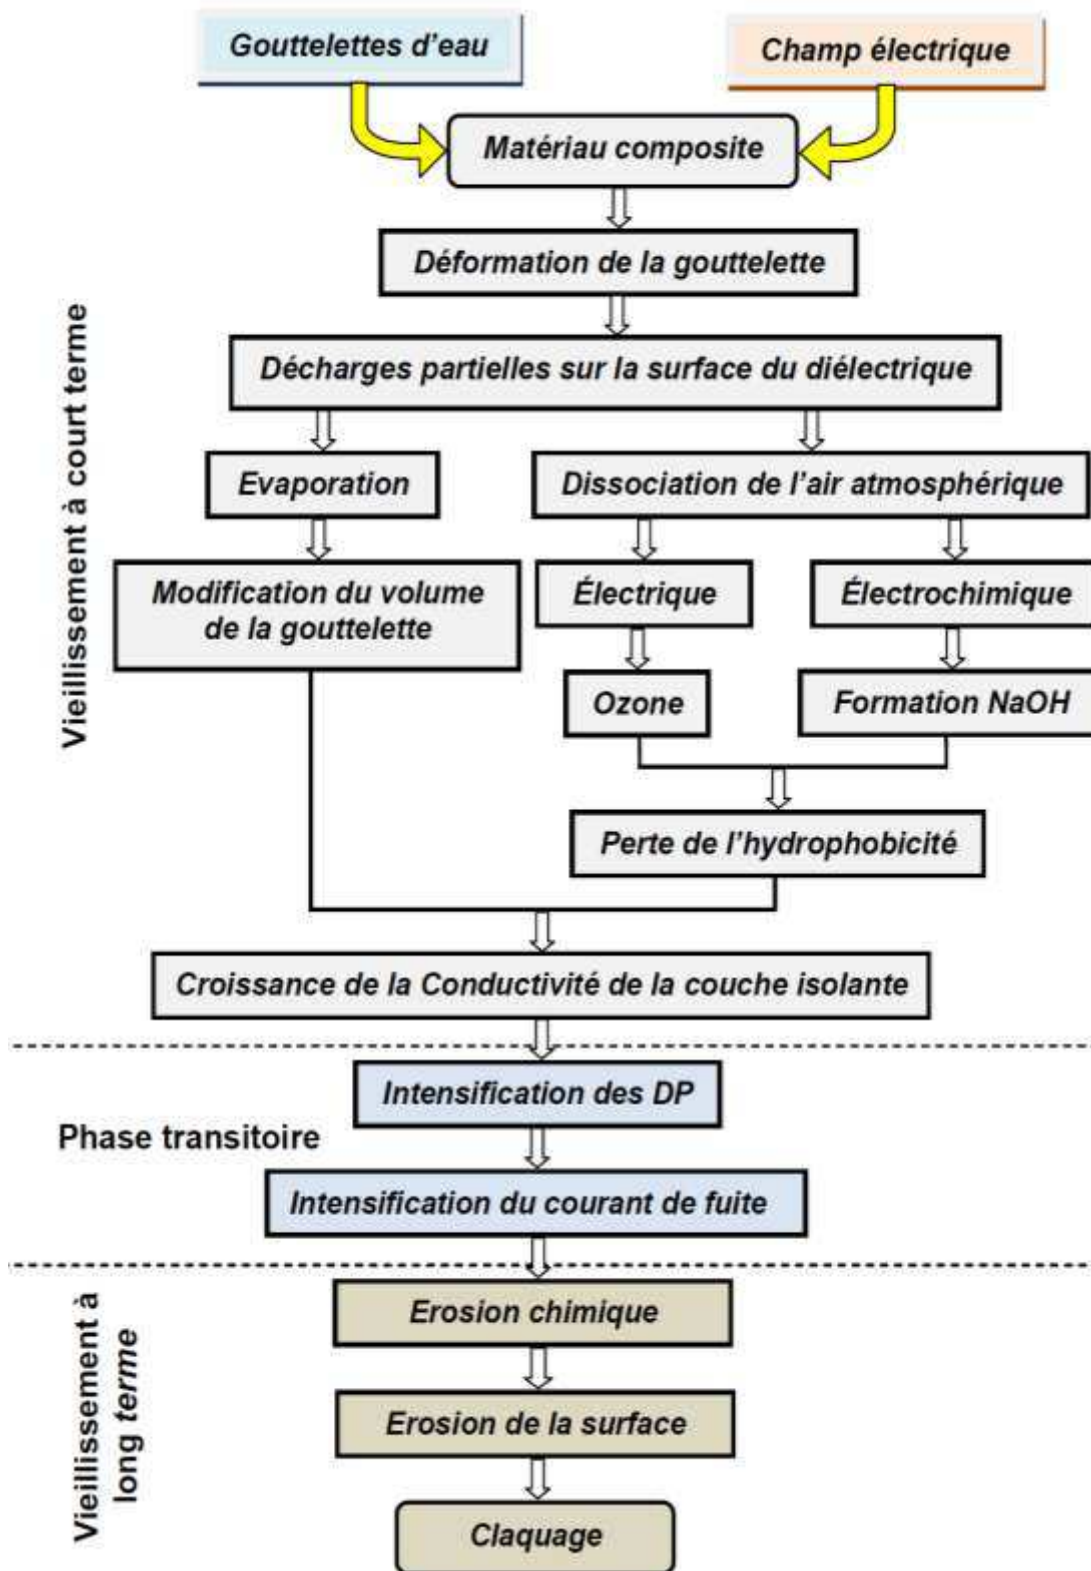 Gouttelettes d'eau
Champ électrique
Matèriau composite
Déformation de la gouttelette
Décharges partielles sur la surface du diélectrique
Evaporation
Dissociation de l'air atmosphérique
Modification du volume
de la gouttelette
Électrique
Électrochimique
Ozone
Formation NaOH
Perte de l'hydrophobicité
Croissance de la Conductivité de la couche isolante
Vieillissement à court terme
Intensification des DP
Phase transitoire
Intensification du courant de fuite
Erosion chimique
Erosion de la surface
Claquage
Vieillissement à
long terme